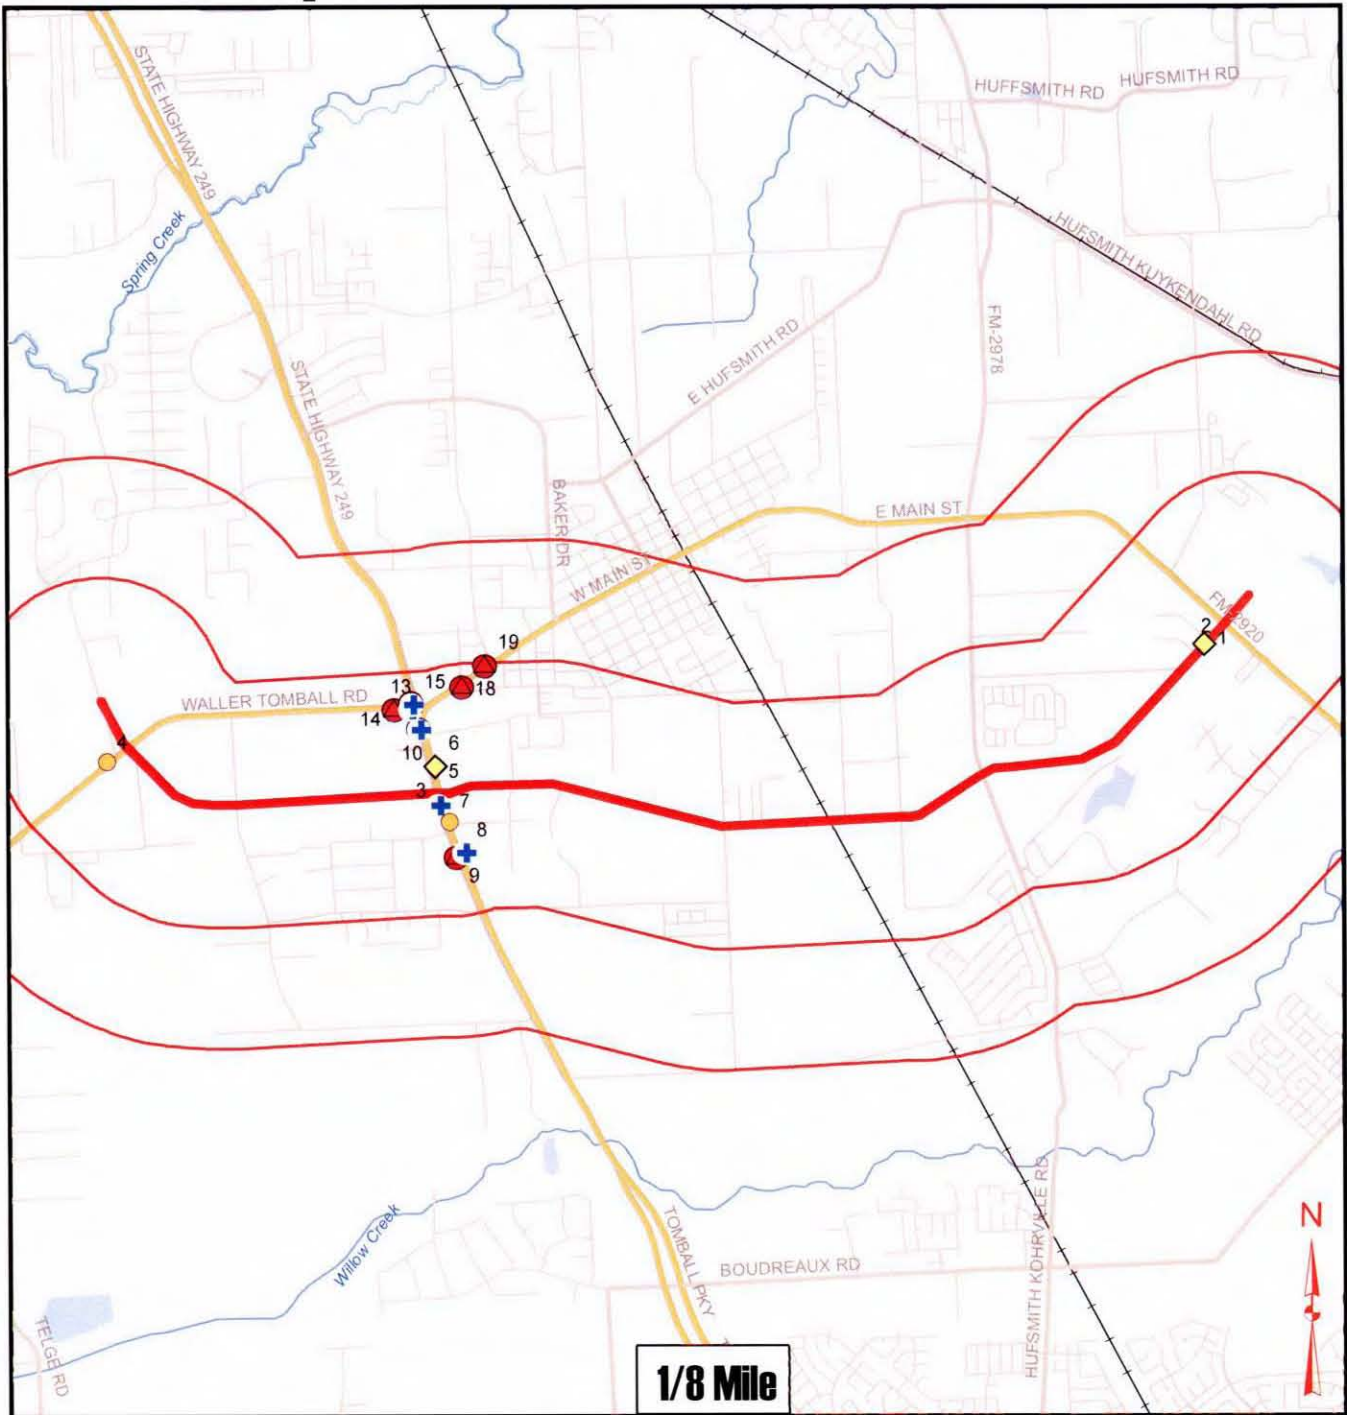 HUFFSMITH RD
HUFSMITH RD
STATE HIGHWAY 249
Spring Creek
HUFSMITH KUYKENDAHL RD
FM-2978
E HUFSMITH RD
STATE HIGHWAY 249
BAKER DR
E MAIN ST
W MAIN ST
FM-2920
2
1
19
WALLER TOMBALL RD
13
15
18
14
4
10
6
5
3
7
8
9
Willow Creek
TOMBALL PKY
BOUDREAUX RD
HUFSMITH KOHRVILLE RD
TELGE RD
N
1/8 Mile